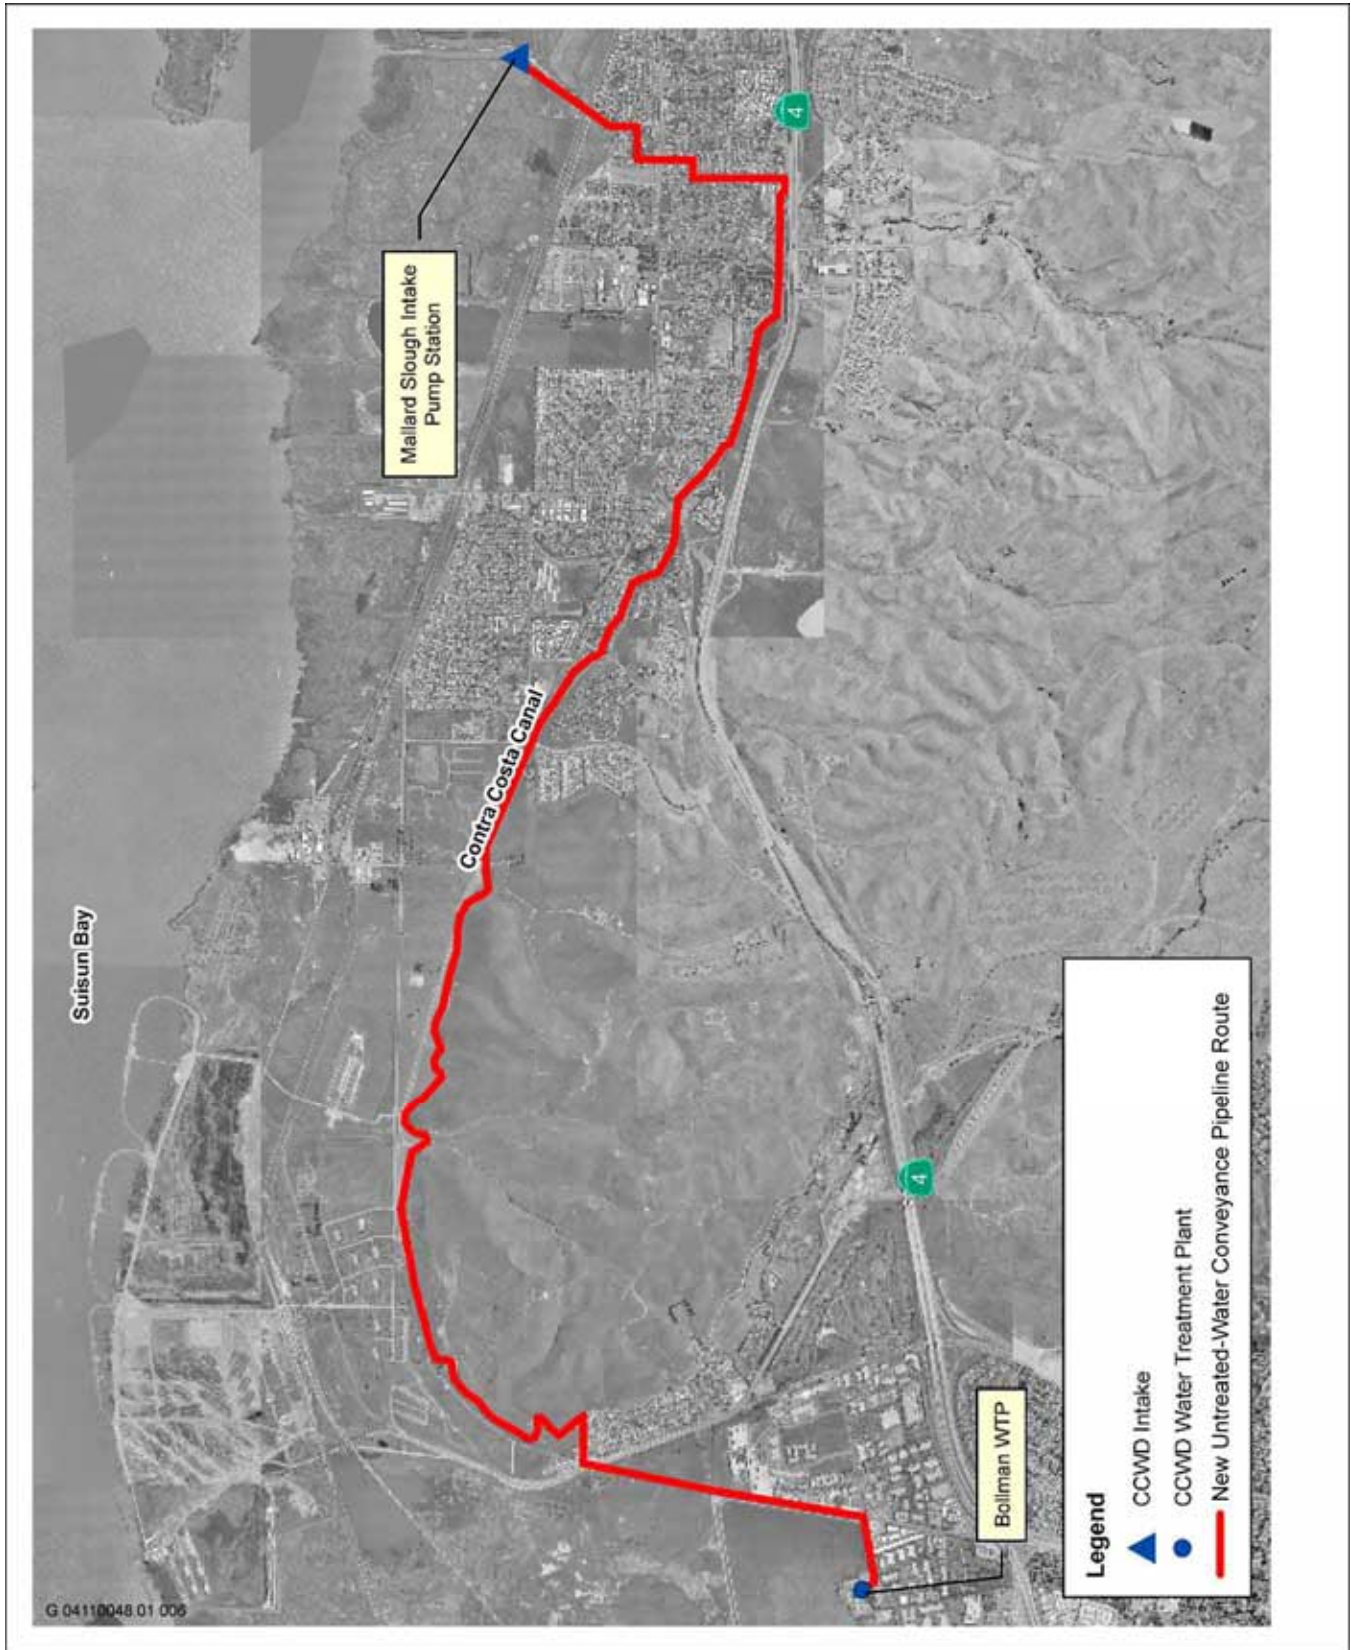 G 04110048 01 006
Suisun Bay
Contra Costa Canal
Mallard Slough Intake
Pump Station
4
4
Bollman WTP
Legend
CCWD Intake
CCWD Water Treatment Plant
New Untreated-Water Conveyance Pipeline Route